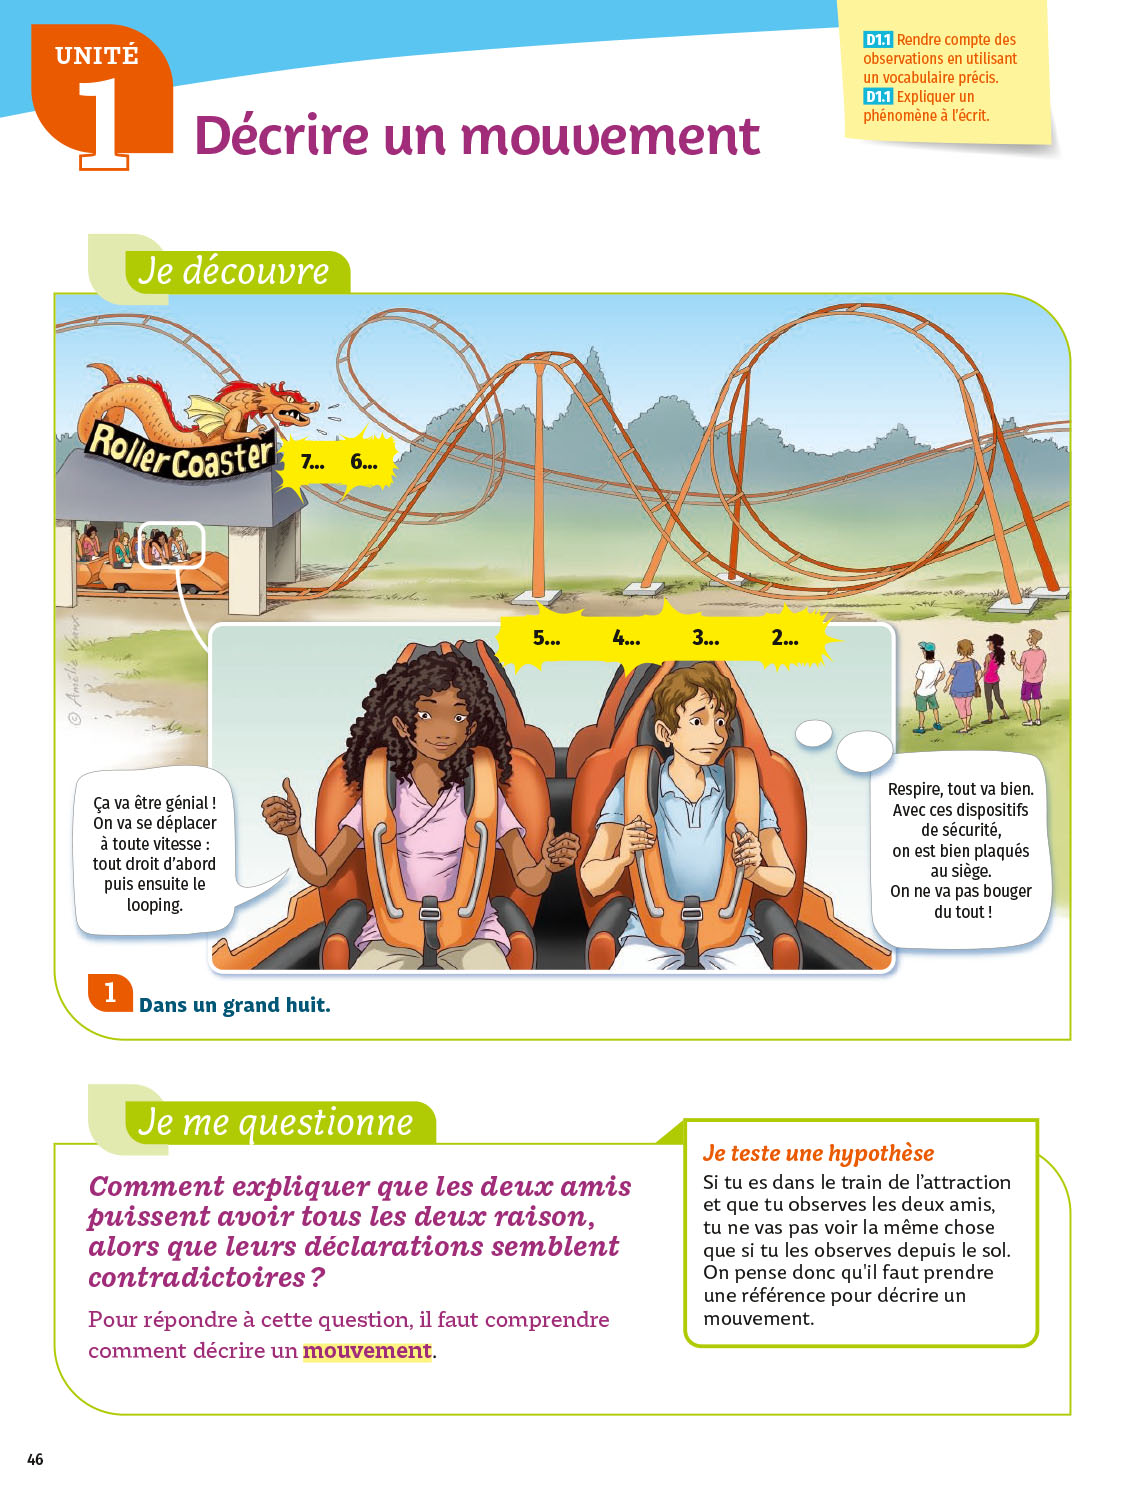 UNITÉ
1
Décrire un mouvement
D1.1 Rendre compte des
observations en utilisant
un vocabulaire précis.
D1.1 Expliquer un
phénomène à l'écrit.
Je découvre
Roller Coaster
7... 6...
5... 4... 3... 2...
Ça va être génial !
On va se déplacer
à toute vitesse :
tout droit d'abord
puis ensuite le
looping.
Respire, tout va bien.
Avec ces dispositifs
de sécurité,
on est bien plaqués
au siège.
On ne va pas bouger
du tout !
© Amélie Veaux
1 Dans un grand huit.
Je me questionne
Comment expliquer que les deux amis
puissent avoir tous les deux raison,
alors que leurs déclarations semblent
contradictoires ?
Pour répondre à cette question, il faut comprendre
comment décrire un mouvement.
Je teste une hypothèse
Si tu es dans le train de l'attraction
et que tu observes les deux amis,
tu ne vas pas voir la même chose
que si tu les observes depuis le sol.
On pense donc qu'il faut prendre
une référence pour décrire un
mouvement.
46